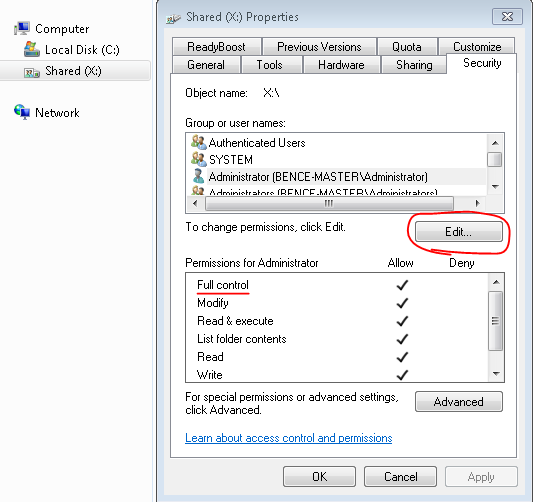 Computer
Local Disk (C:)
Shared (X:)
Network
Shared (X:) Properties
ReadyBoost
Previous Versions
Quota
Customize
General
Tools
Hardware
Sharing
Security
Object name: X:\
Group or user names:
Authenticated Users
SYSTEM
Administrator (BENCE-MASTER\Administrator)
Administrators (BENCE-MASTER\Administrators)
To change permissions, click Edit.
Edit...
Permissions for Administrator Allow Deny
Full control
Modify
Read & execute
List folder contents
Read
Write
For special permissions or advanced settings,
click Advanced.
Advanced
Learn about access control and permissions
OK
Cancel
Apply